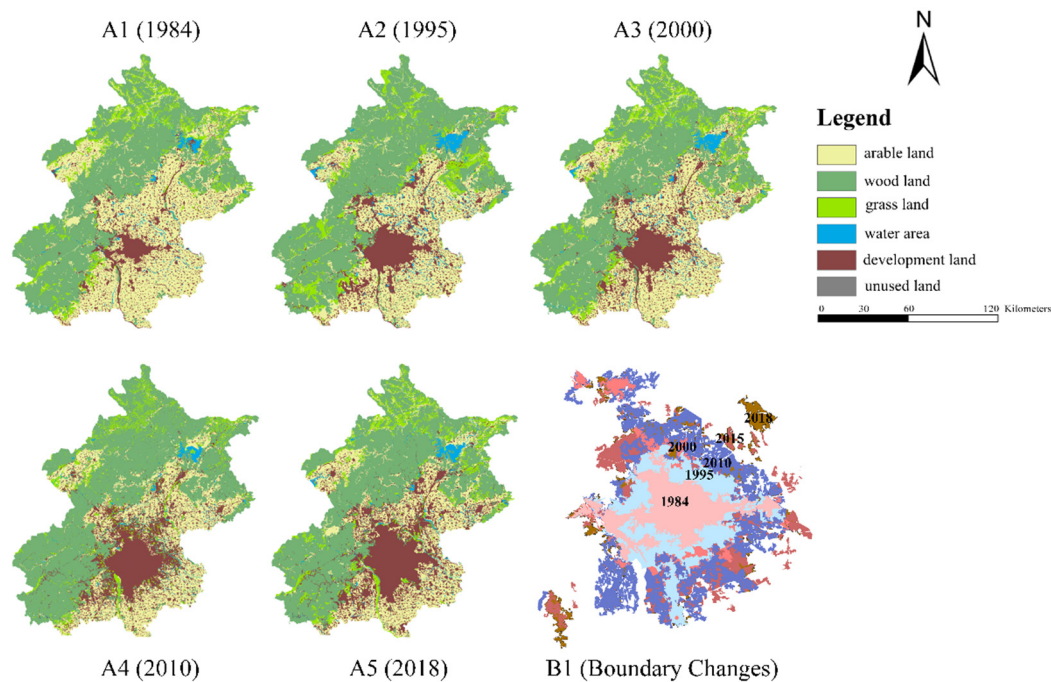 A1 (1984)
A2 (1995)
A3 (2000)
N
Legend
arable land
wood land
grass land
water area
development land
unused land
0 30 60 120 Kilometers
2018
2015
2000
2010
1995
1984
A4 (2010)
A5 (2018)
B1 (Boundary Changes)